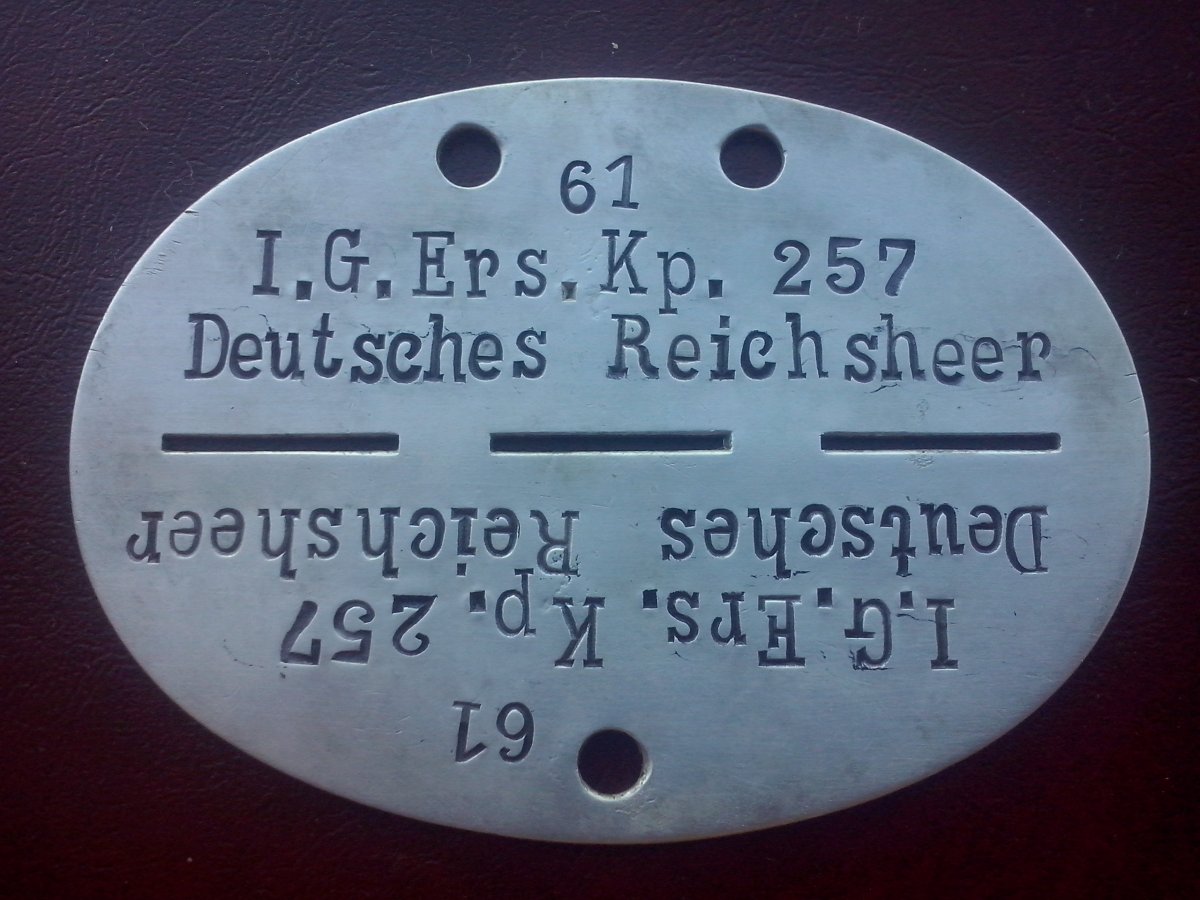 61
I.G.Ers.Kp. 257
Deutsches Reichsheer
Deutsches Reichsheer
I.G.Ers.Kp. 257
61